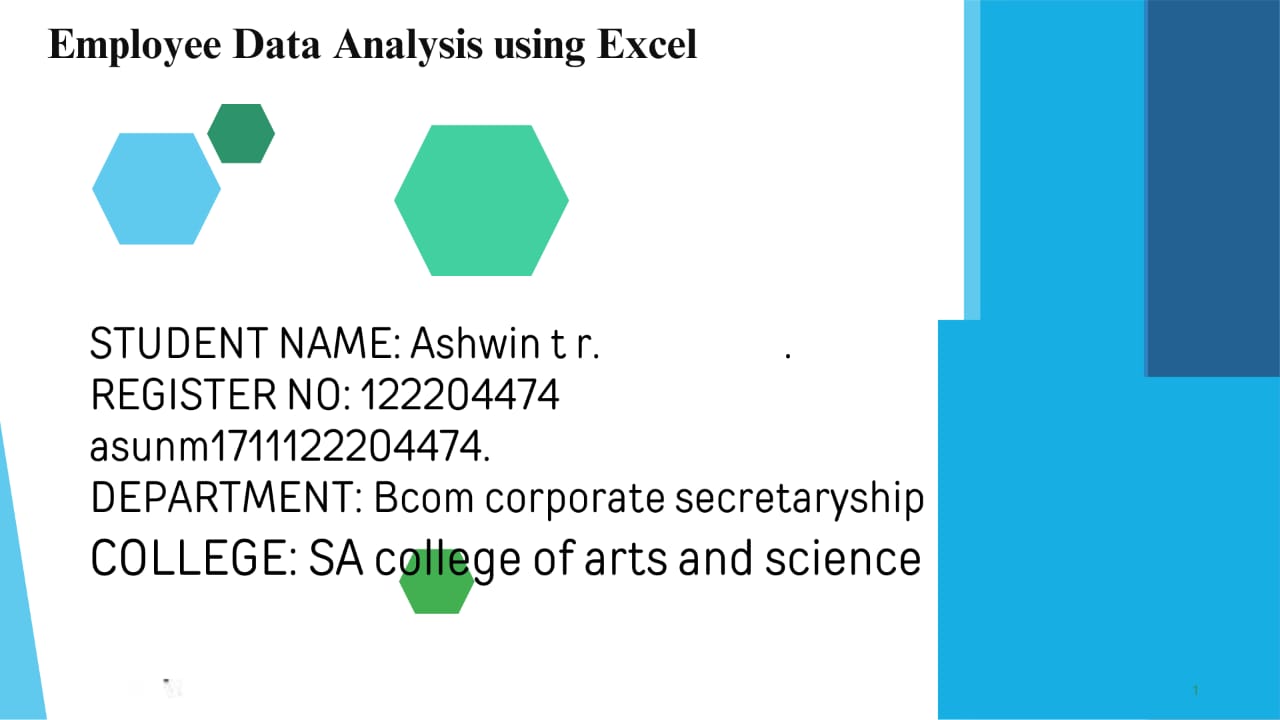 Employee Data Analysis using Excel
STUDENT NAME: Ashwin t r. .
REGISTER NO: 122204474
asunm1711122204474.
DEPARTMENT: Bcom corporate secretaryship
COLLEGE: SA college of arts and science
1